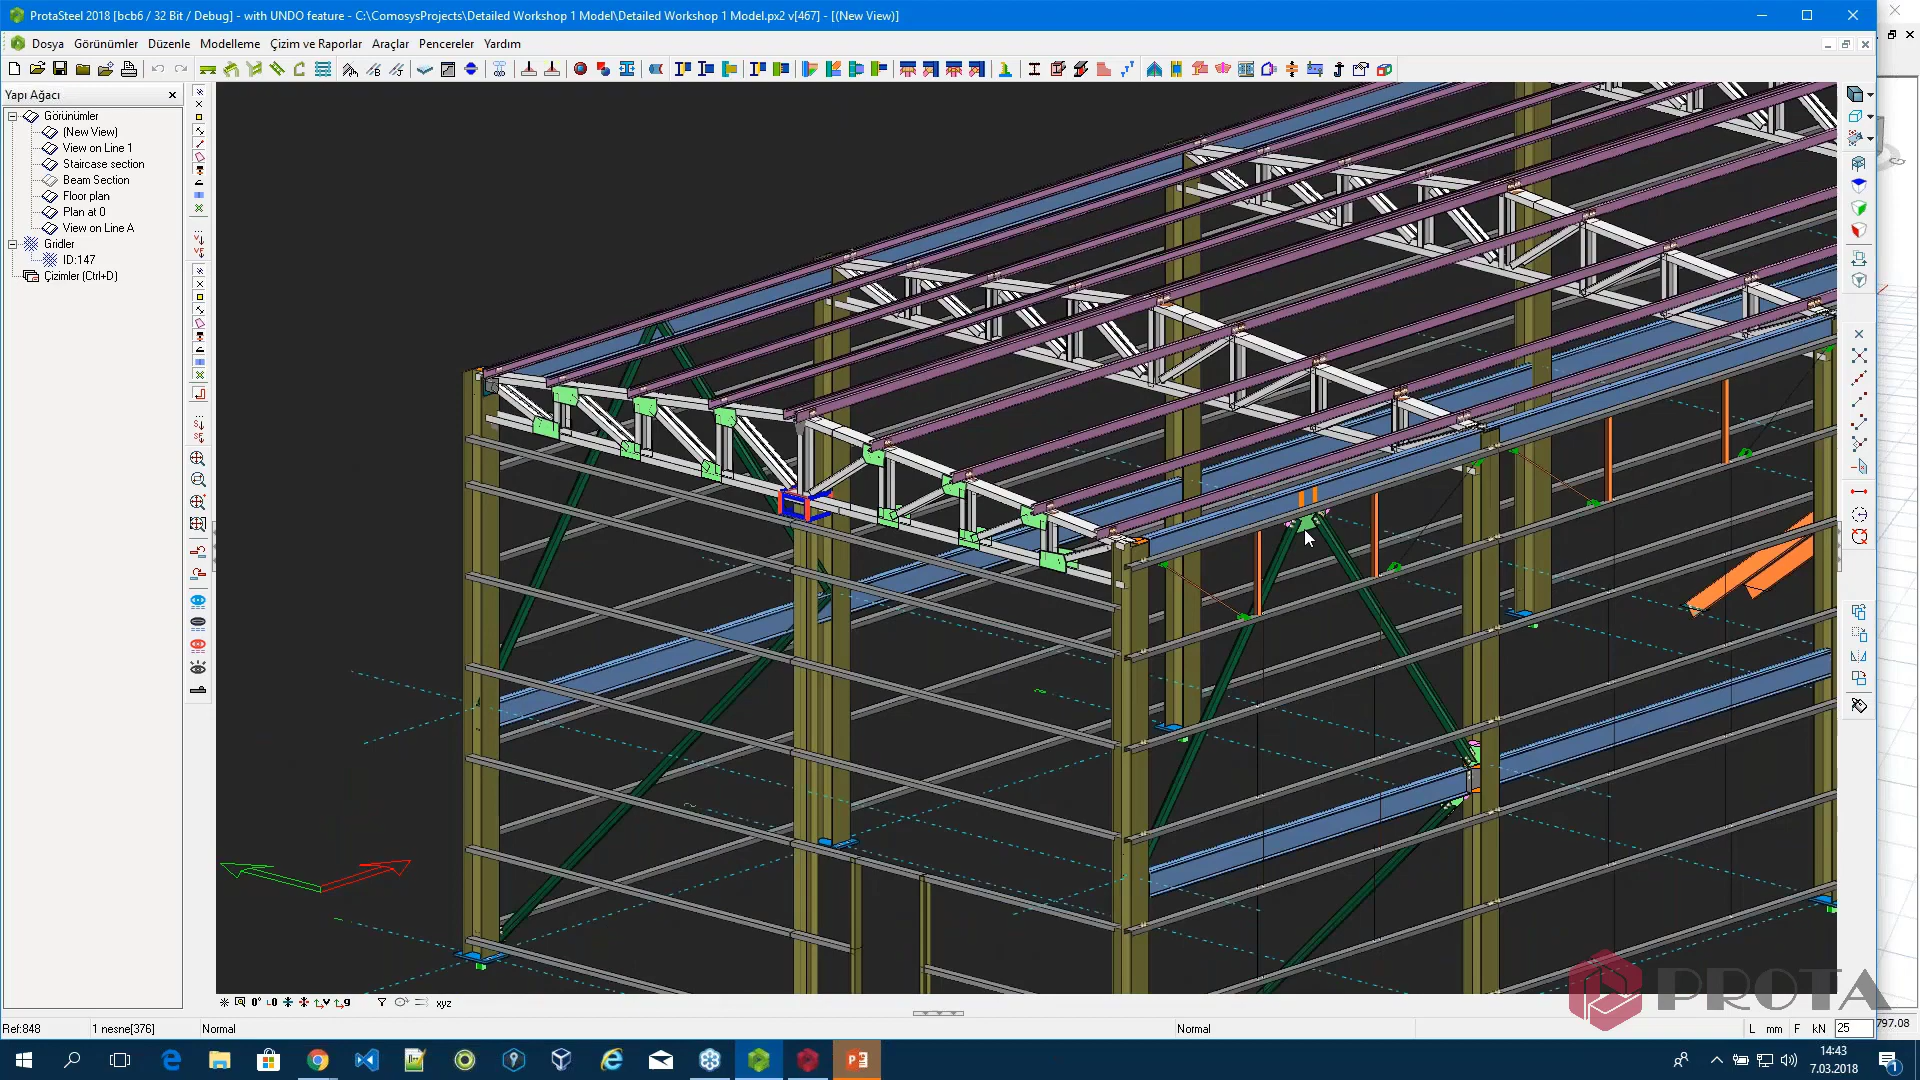 ProtaSteel 2018 [bcb6 / 32 Bit / Debug] - with UNDO feature - C:\ComosysProjects\Detailed Workshop 1 Model\Detailed Workshop 1 Model.px2 v[467] - [(New View)]
Dosya Görünümler Düzenle Modelleme Çizim ve Raporlar Araçlar Pencereler Yardım
Yapı Ağacı
Görünümler
(New View)
View on Line 1
Staircase section
Beam Section
Floor plan
Plan at 0
View on Line A
Gridler
ID:147
Çizimler (Ctrl+D)
xyz
PROTA
Ref:848 1 nesne[376] Normal Normal L mm F kN 25 797.08
14:43
7.03.2018